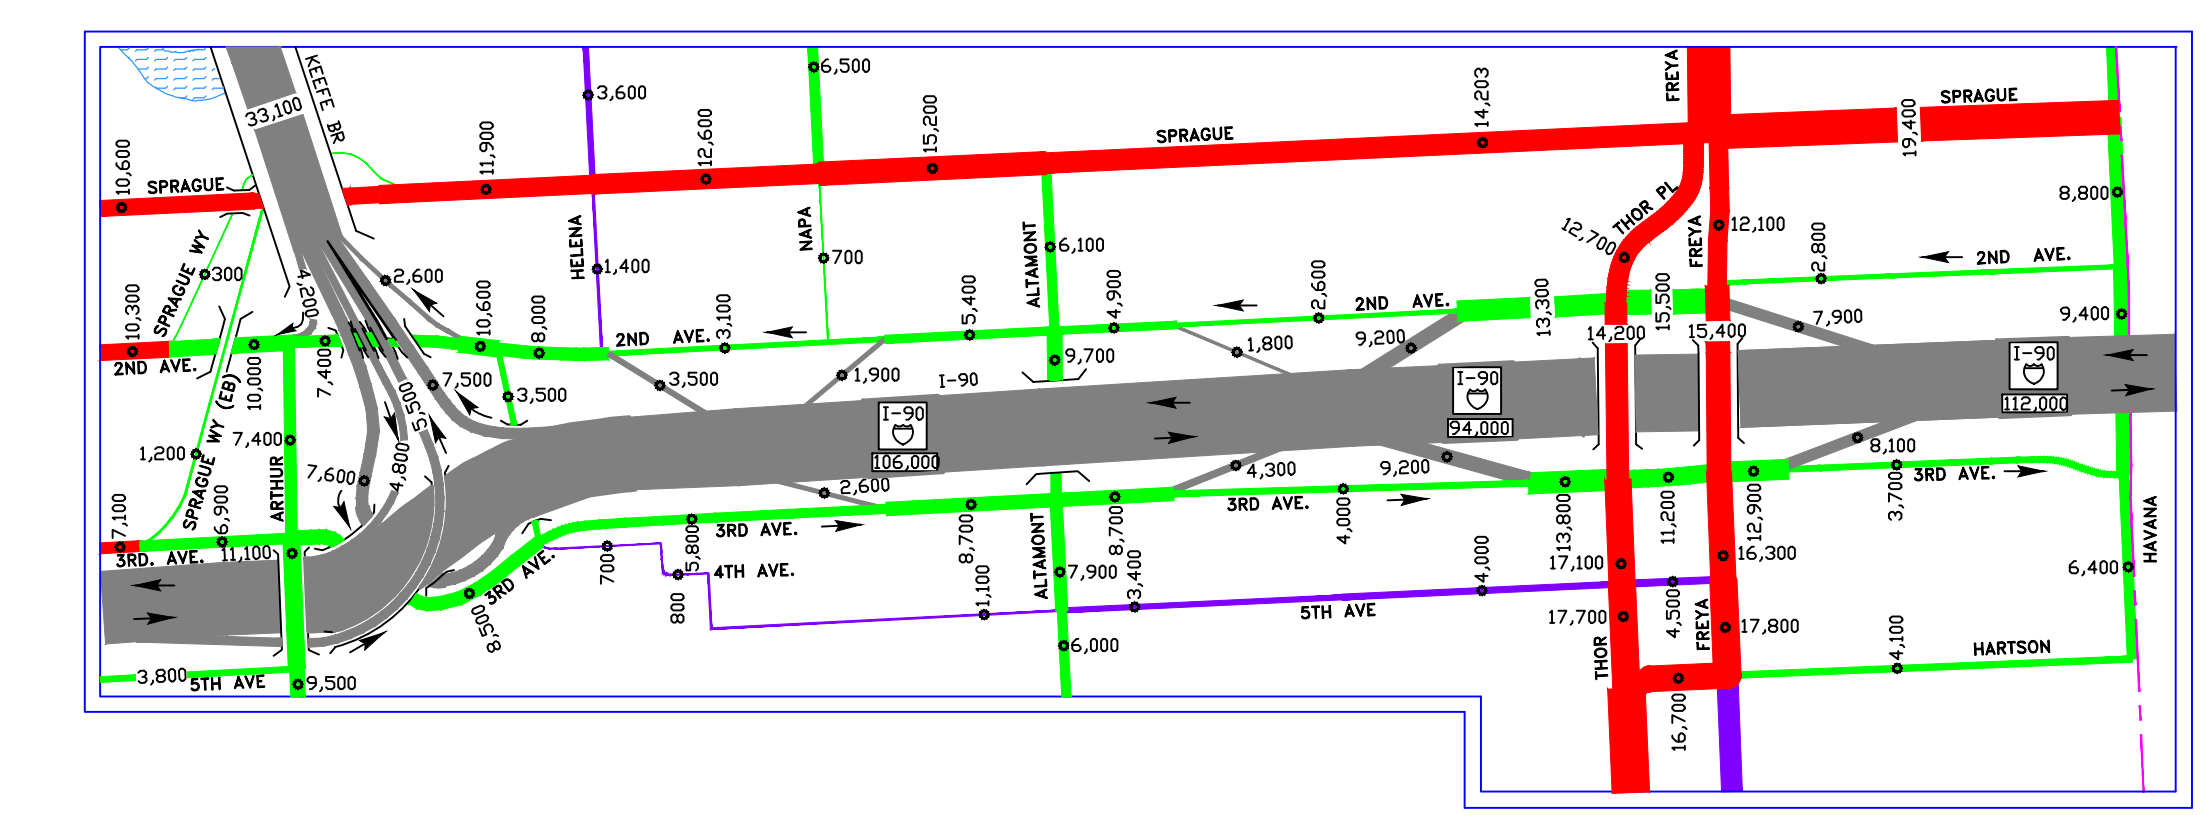 33,100
KEEFE BR
3,600
6,500
FREYA
14,203
SPRAGUE
19,400
SPRAGUE
15,200
12,600
11,900
10,600
SPRAGUE
8,800
THOR PL
12,700
FREYA
12,100
HELENA
1,400
NAPA
700
ALTAMONT
6,100
SPRAGUE WY
300
4,200
2,600
2,800
2ND AVE.
10,300
2ND AVE.
10,000
7,400
10,600
8,000
2ND AVE.
3,100
5,400
4,900
2,600
2ND AVE.
13,300
15,500
14,200
15,400
7,900
9,400
9,200
1,800
9,700
1,900
3,500
3,500
7,500
5,500
I-90
I-90
106,000
I-90
94,000
I-90
112,000
1,200
SPRAGUE WY (EB)
7,400
ARTHUR
7,600
4,800
4,300
9,200
8,100
2,600
3RD AVE.
3,700
3RD AVE.
4,000
13,800
11,200
12,900
7,100
6,900
3RD. AVE.
11,100
3RD AVE.
5,800
8,700
8,700
ALTAMONT
7,900
3,400
3RD AVE.
8,500
700
4TH AVE.
800
1,100
4,000
5TH AVE
17,100
16,300
17,700
4,500
FREYA
17,800
6,400
HAVANA
4,100
HARTSON
THOR
16,700
6,000
3,800
5TH AVE
9,500